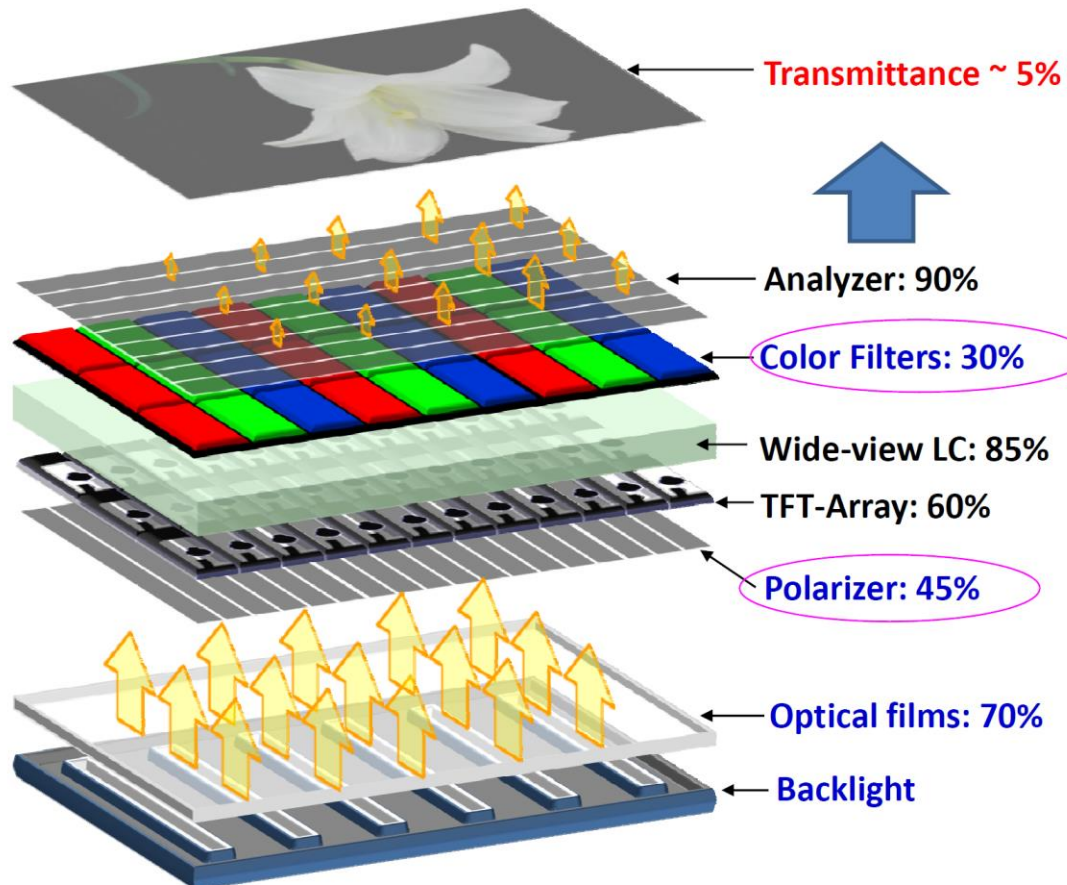 Transmittance ~ 5%
Analyzer: 90%
Color Filters: 30%
Wide-view LC: 85%
TFT-Array: 60%
Polarizer: 45%
Optical films: 70%
Backlight